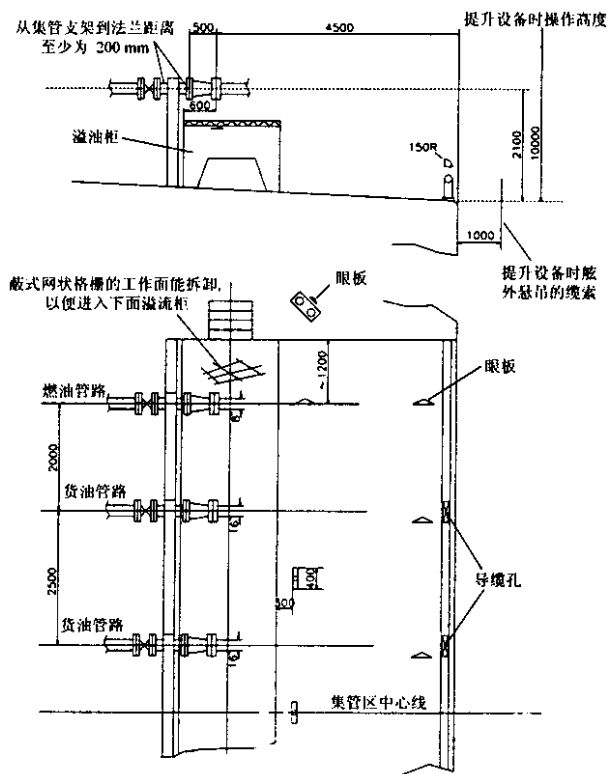 从集管支架到法兰距离
至少为 200 mm
500
4500
提升设备时操作高度
600
溢油柜
150R
2100
10000
1000
提升设备时舷
外悬吊的缆索
蔽式网状格栅的工作面能拆卸,
以便进入下面溢流柜
眼板
~1200
眼板
燃油管路
2000
货油管路
2500
400
导缆孔
货油管路
集管区中心线